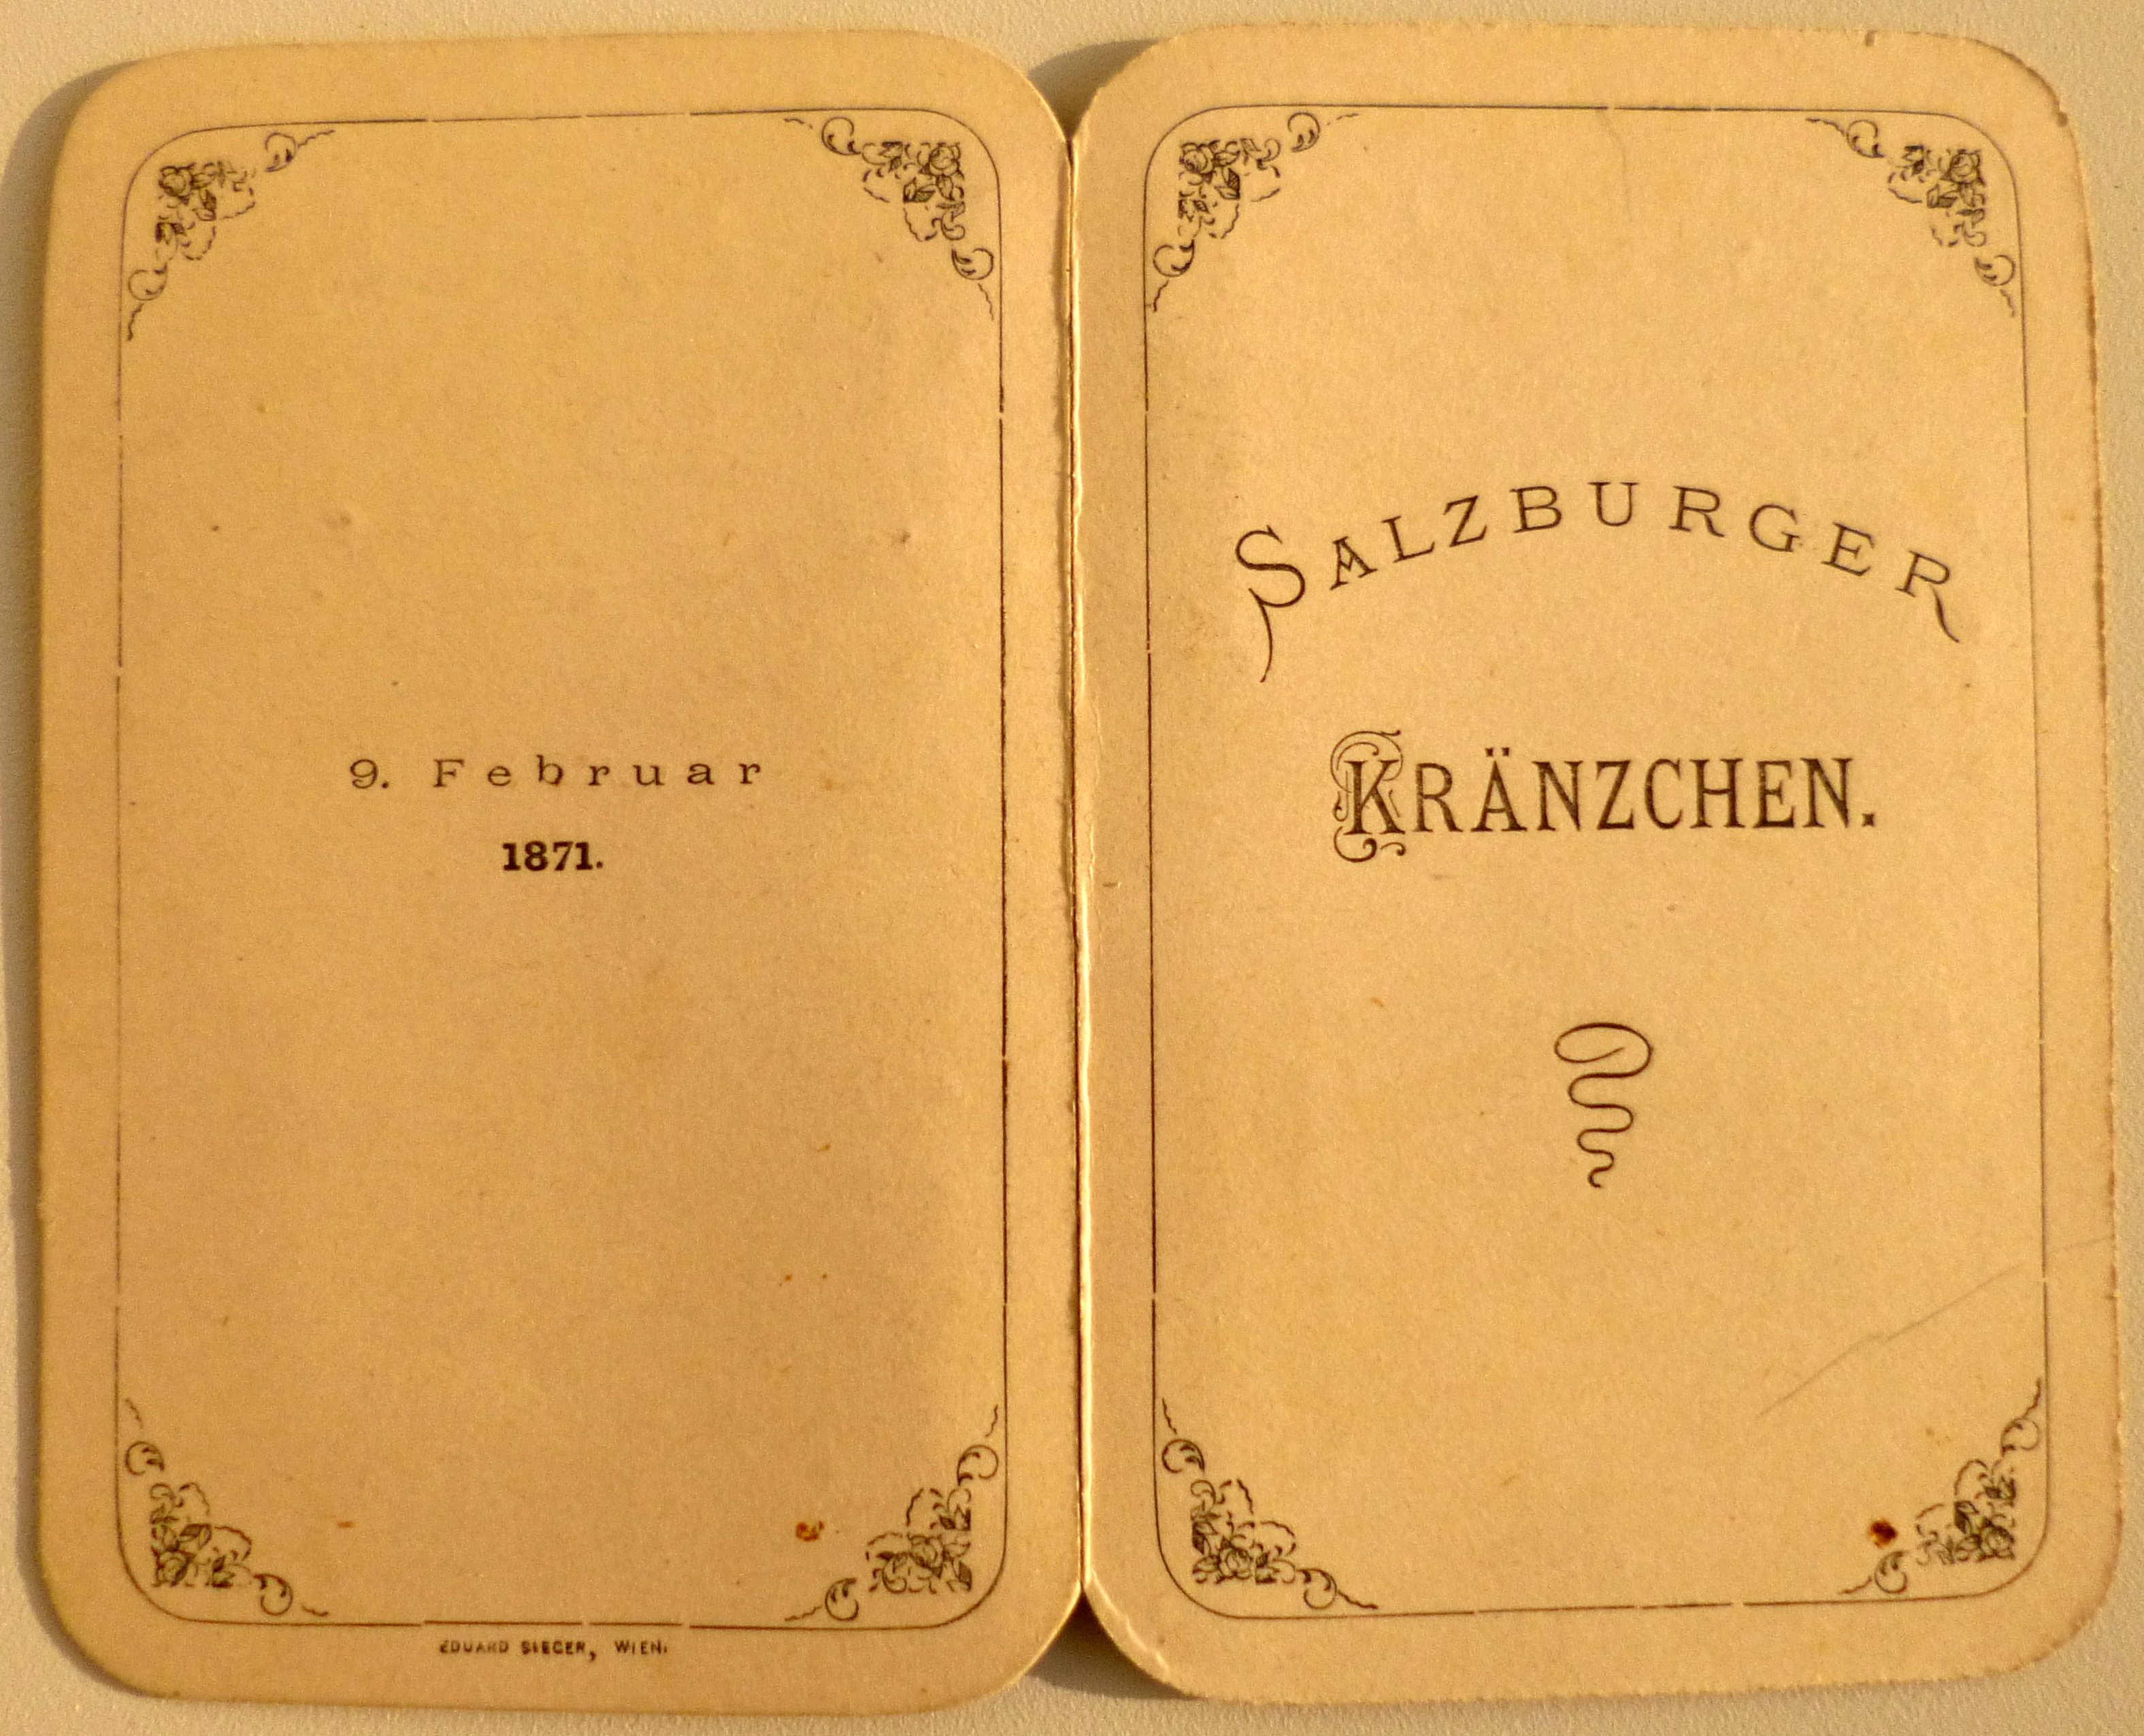 9. Februar
1871.
EDUARD SIEGER, WIEN.
SALZBURGER
KRÄNZCHEN.